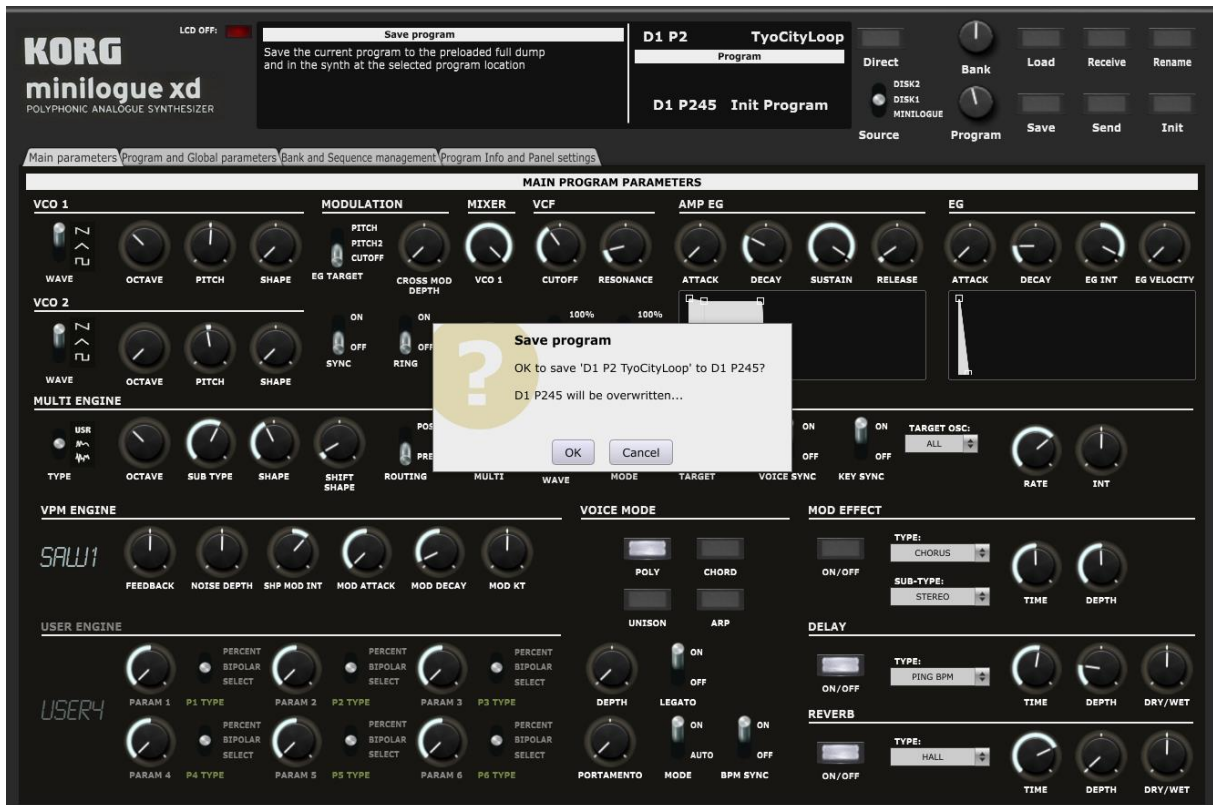 KORG
minilogue xd
POLYPHONIC ANALOGUE SYNTHESIZER
LCD OFF:
Save program
Save the current program to the preloaded full dump
and in the synth at the selected program location
D1 P2 TyoCityLoop
Program
D1 P245 Init Program
Direct
DISK2
DISK1
MINILOGUE
Source
Bank
Program
Load Receive Rename
Save Send Init
Main parameters Program and Global parameters Bank and Sequence management Program Info and Panel settings
MAIN PROGRAM PARAMETERS
VCO 1
WAVE OCTAVE PITCH SHAPE
MODULATION
PITCH
PITCH2
CUTOFF
EG TARGET
CROSS MOD
DEPTH
MIXER
VCO 1
VCF
CUTOFF RESONANCE
AMP EG
ATTACK DECAY SUSTAIN RELEASE
EG
ATTACK DECAY EG INT EG VELOCITY
VCO 2
WAVE OCTAVE PITCH SHAPE
ON
OFF
SYNC
ON
OFF
RING
100%
100%
Save program
OK to save 'D1 P2 TyoCityLoop' to D1 P245?
D1 P245 will be overwritten...
OK Cancel
MULTI ENGINE
USR
TYPE OCTAVE SUB TYPE SHAPE
SHIFT
SHAPE
PRE
ROUTING
MULTI
WAVE
MODE
TARGET
ON
OFF
VOICE SYNC
ON
OFF
KEY SYNC
TARGET OSC:
ALL
RATE INT
VPM ENGINE
SAW1
FEEDBACK NOISE DEPTH SHP MOD INT MOD ATTACK MOD DECAY MOD KT
VOICE MODE
POLY CHORD
UNISON ARP
MOD EFFECT
ON/OFF
TYPE:
CHORUS
SUB-TYPE:
STEREO
TIME DEPTH
USER ENGINE
USER4
PERCENT
BIPOLAR
SELECT
PERCENT
BIPOLAR
SELECT
PERCENT
BIPOLAR
SELECT
PARAM 1 P1 TYPE PARAM 2 P2 TYPE PARAM 3 P3 TYPE
PERCENT
BIPOLAR
SELECT
PERCENT
BIPOLAR
SELECT
PERCENT
BIPOLAR
SELECT
PARAM 4 P4 TYPE PARAM 5 P5 TYPE PARAM 6 P6 TYPE
DEPTH
ON
OFF
LEGATO
PORTAMENTO
ON
AUTO
MODE
ON
OFF
BPM SYNC
DELAY
ON/OFF
TYPE:
PING BPM
TIME DEPTH DRY/WET
REVERB
ON/OFF
TYPE:
HALL
TIME DEPTH DRY/WET